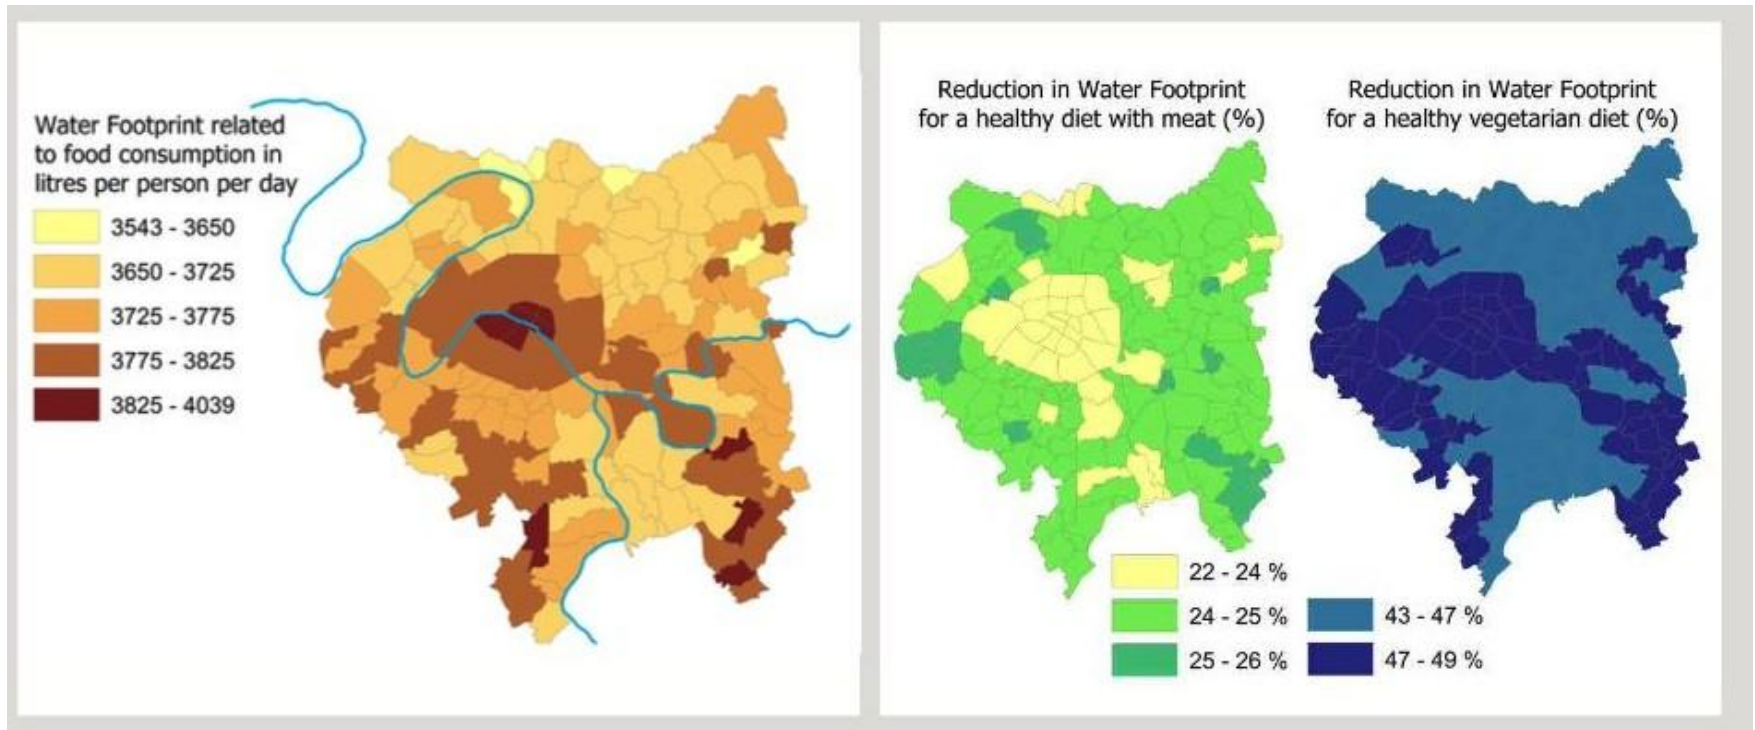 Water Footprint related
to food consumption in
litres per person per day
3543 - 3650
3650 - 3725
3725 - 3775
3775 - 3825
3825 - 4039
Reduction in Water Footprint
for a healthy diet with meat (%)
22 - 24 %
24 - 25 %
25 - 26 %
Reduction in Water Footprint
for a healthy vegetarian diet (%)
43 - 47 %
47 - 49 %